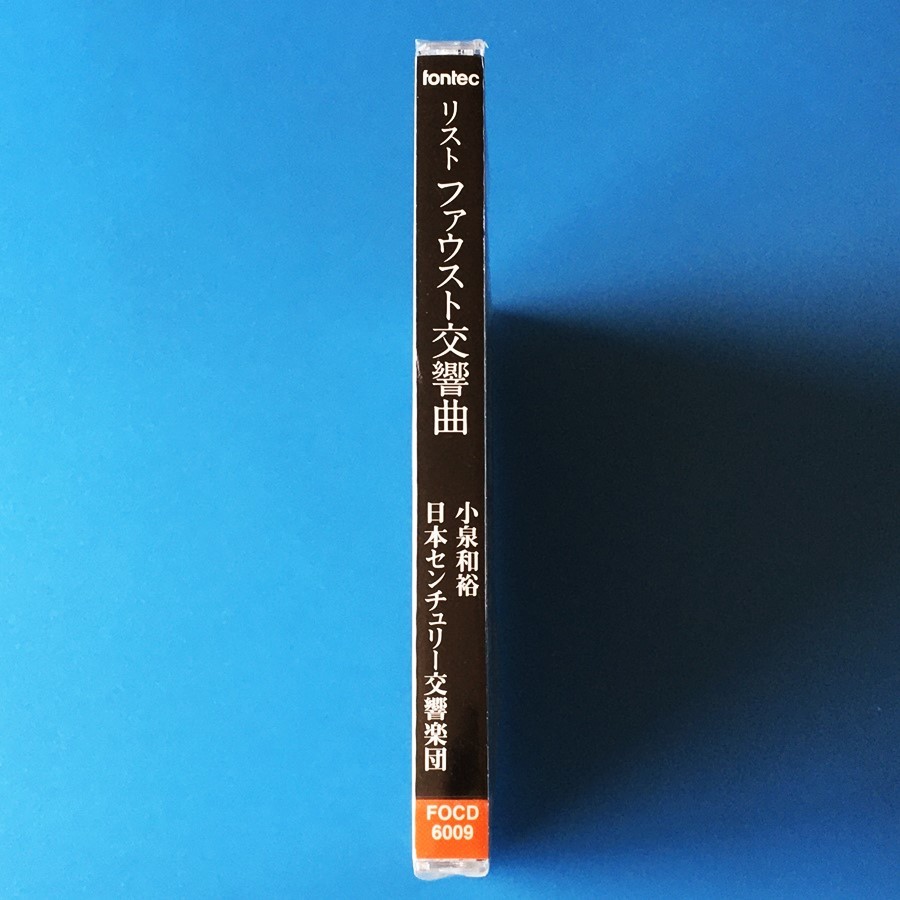 fontec
リスト ファウスト交響曲
小泉和裕
日本センチュリー交響楽団
FOCD
6009